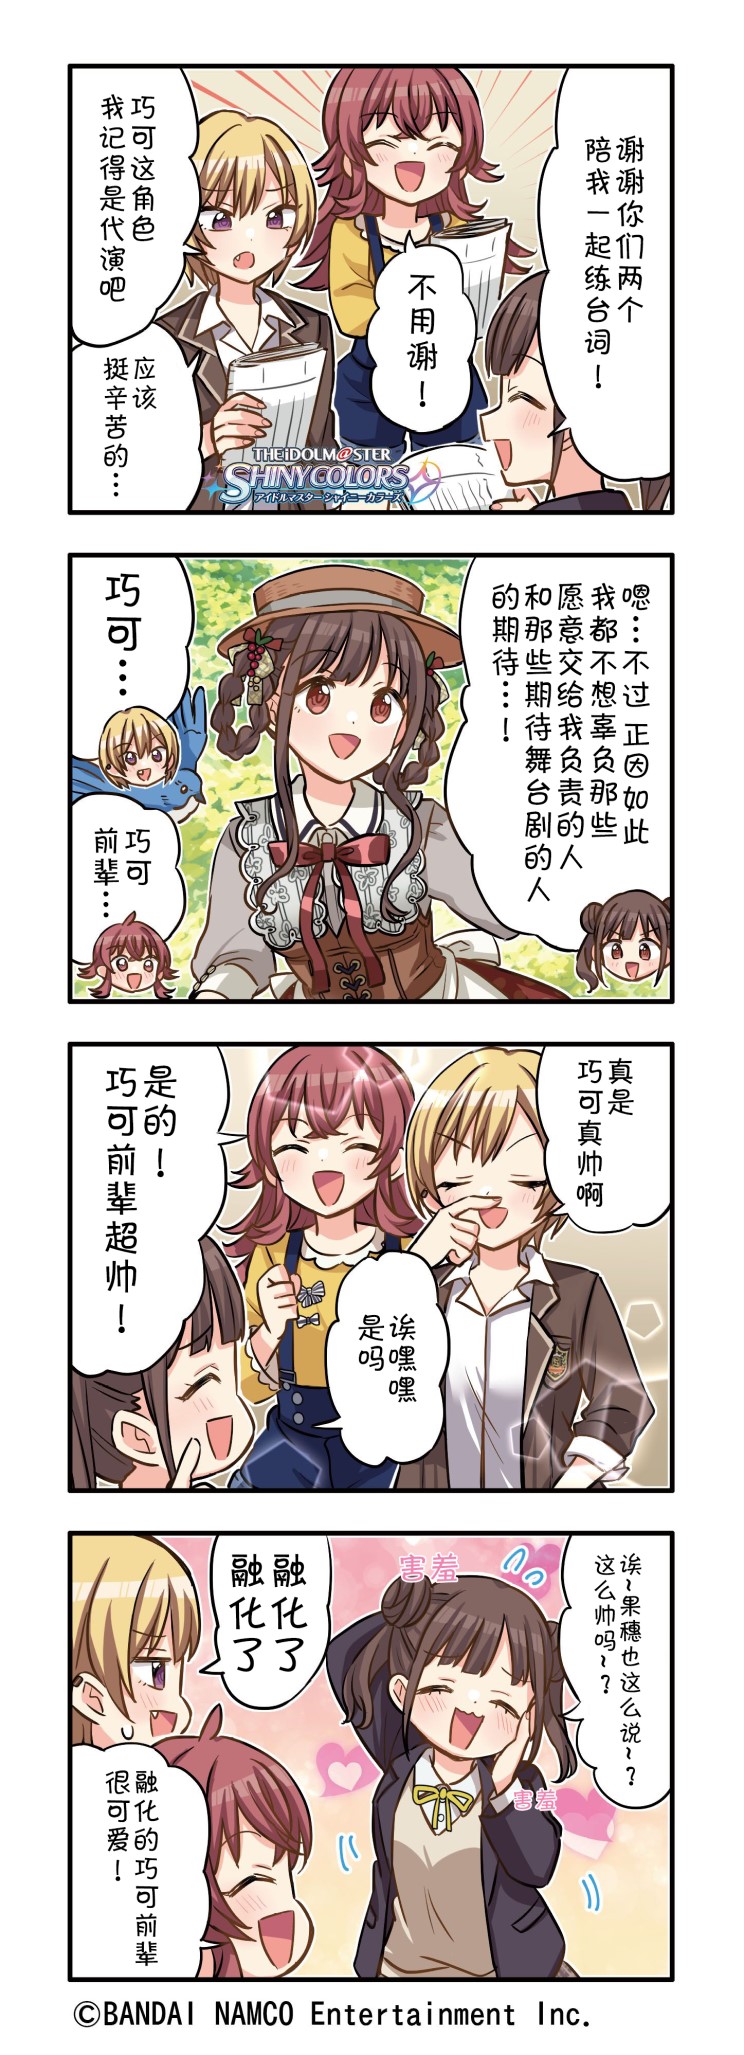 谢谢你们两个
陪我一起练台词！
不用谢！
巧可这角色
我记得是代演吧
应该
挺辛苦的…
THE iDOLM@STER
SHINY COLORS
アイドルマスター シャイニーカラーズ
嗯…不过 正因如此
我都不想辜负那些
愿意交给我负责的人
和那些期待舞台剧的人
的期待…！
巧可…
巧可
前辈…
真是
巧可真帅啊
是的！
巧可前辈超帅！
诶嘿嘿
是吗
诶~果穗也这么说~？
这么帅吗~？
害羞
害羞
融化了
融化了
融化的巧可前辈
很可爱！
©BANDAI NAMCO Entertainment Inc.